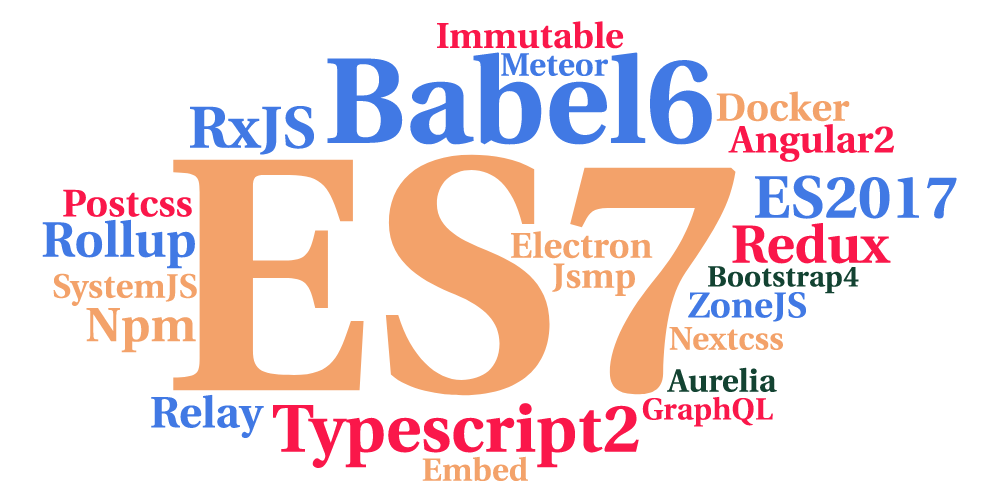 Immutable
Meteor
Babel6
Docker
RxJS
Angular2
ES7
Postcss
ES2017
Rollup
Electron
Redux
SystemJS
Jsmp
Bootstrap4
ZoneJS
Npm
Nextcss
Aurelia
Relay
GraphQL
Typescript2
Embed